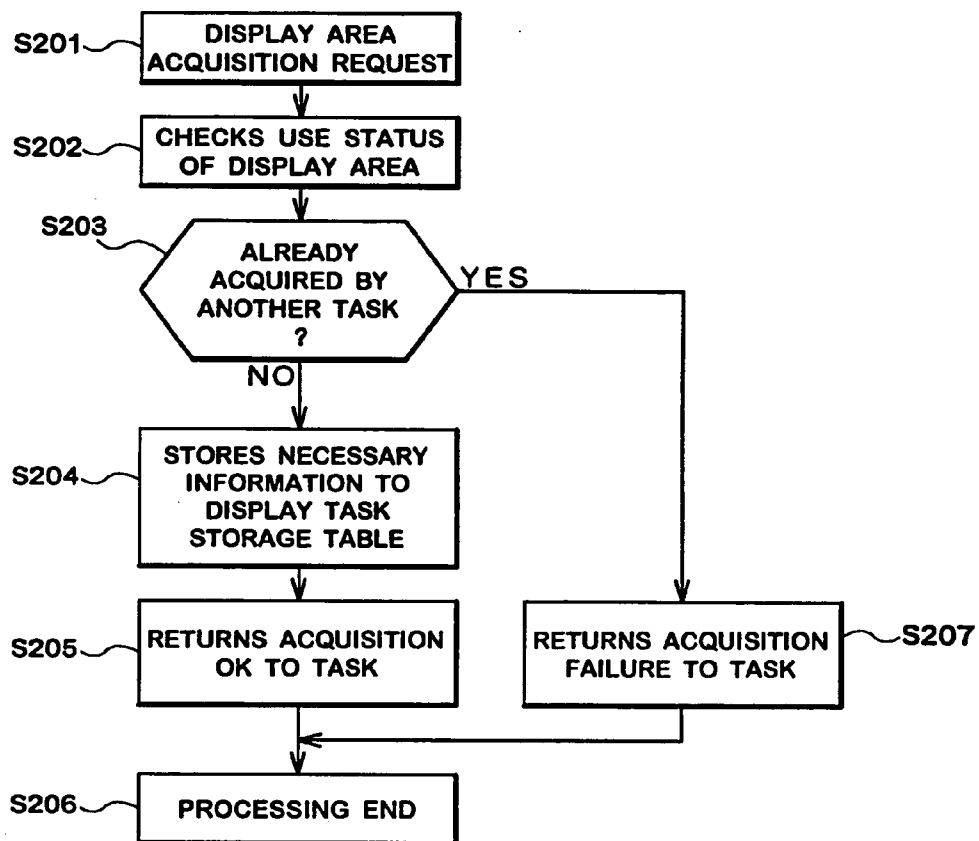 S201
DISPLAY AREA
ACQUISITION REQUEST
S202
CHECKS USE STATUS
OF DISPLAY AREA
S203
ALREADY
ACQUIRED BY
ANOTHER TASK
?
YES
NO
S204
STORES NECESSARY
INFORMATION TO
DISPLAY TASK
STORAGE TABLE
S205
RETURNS ACQUISITION
OK TO TASK
RETURNS ACQUISITION
FAILURE TO TASK
S207
S206
PROCESSING END